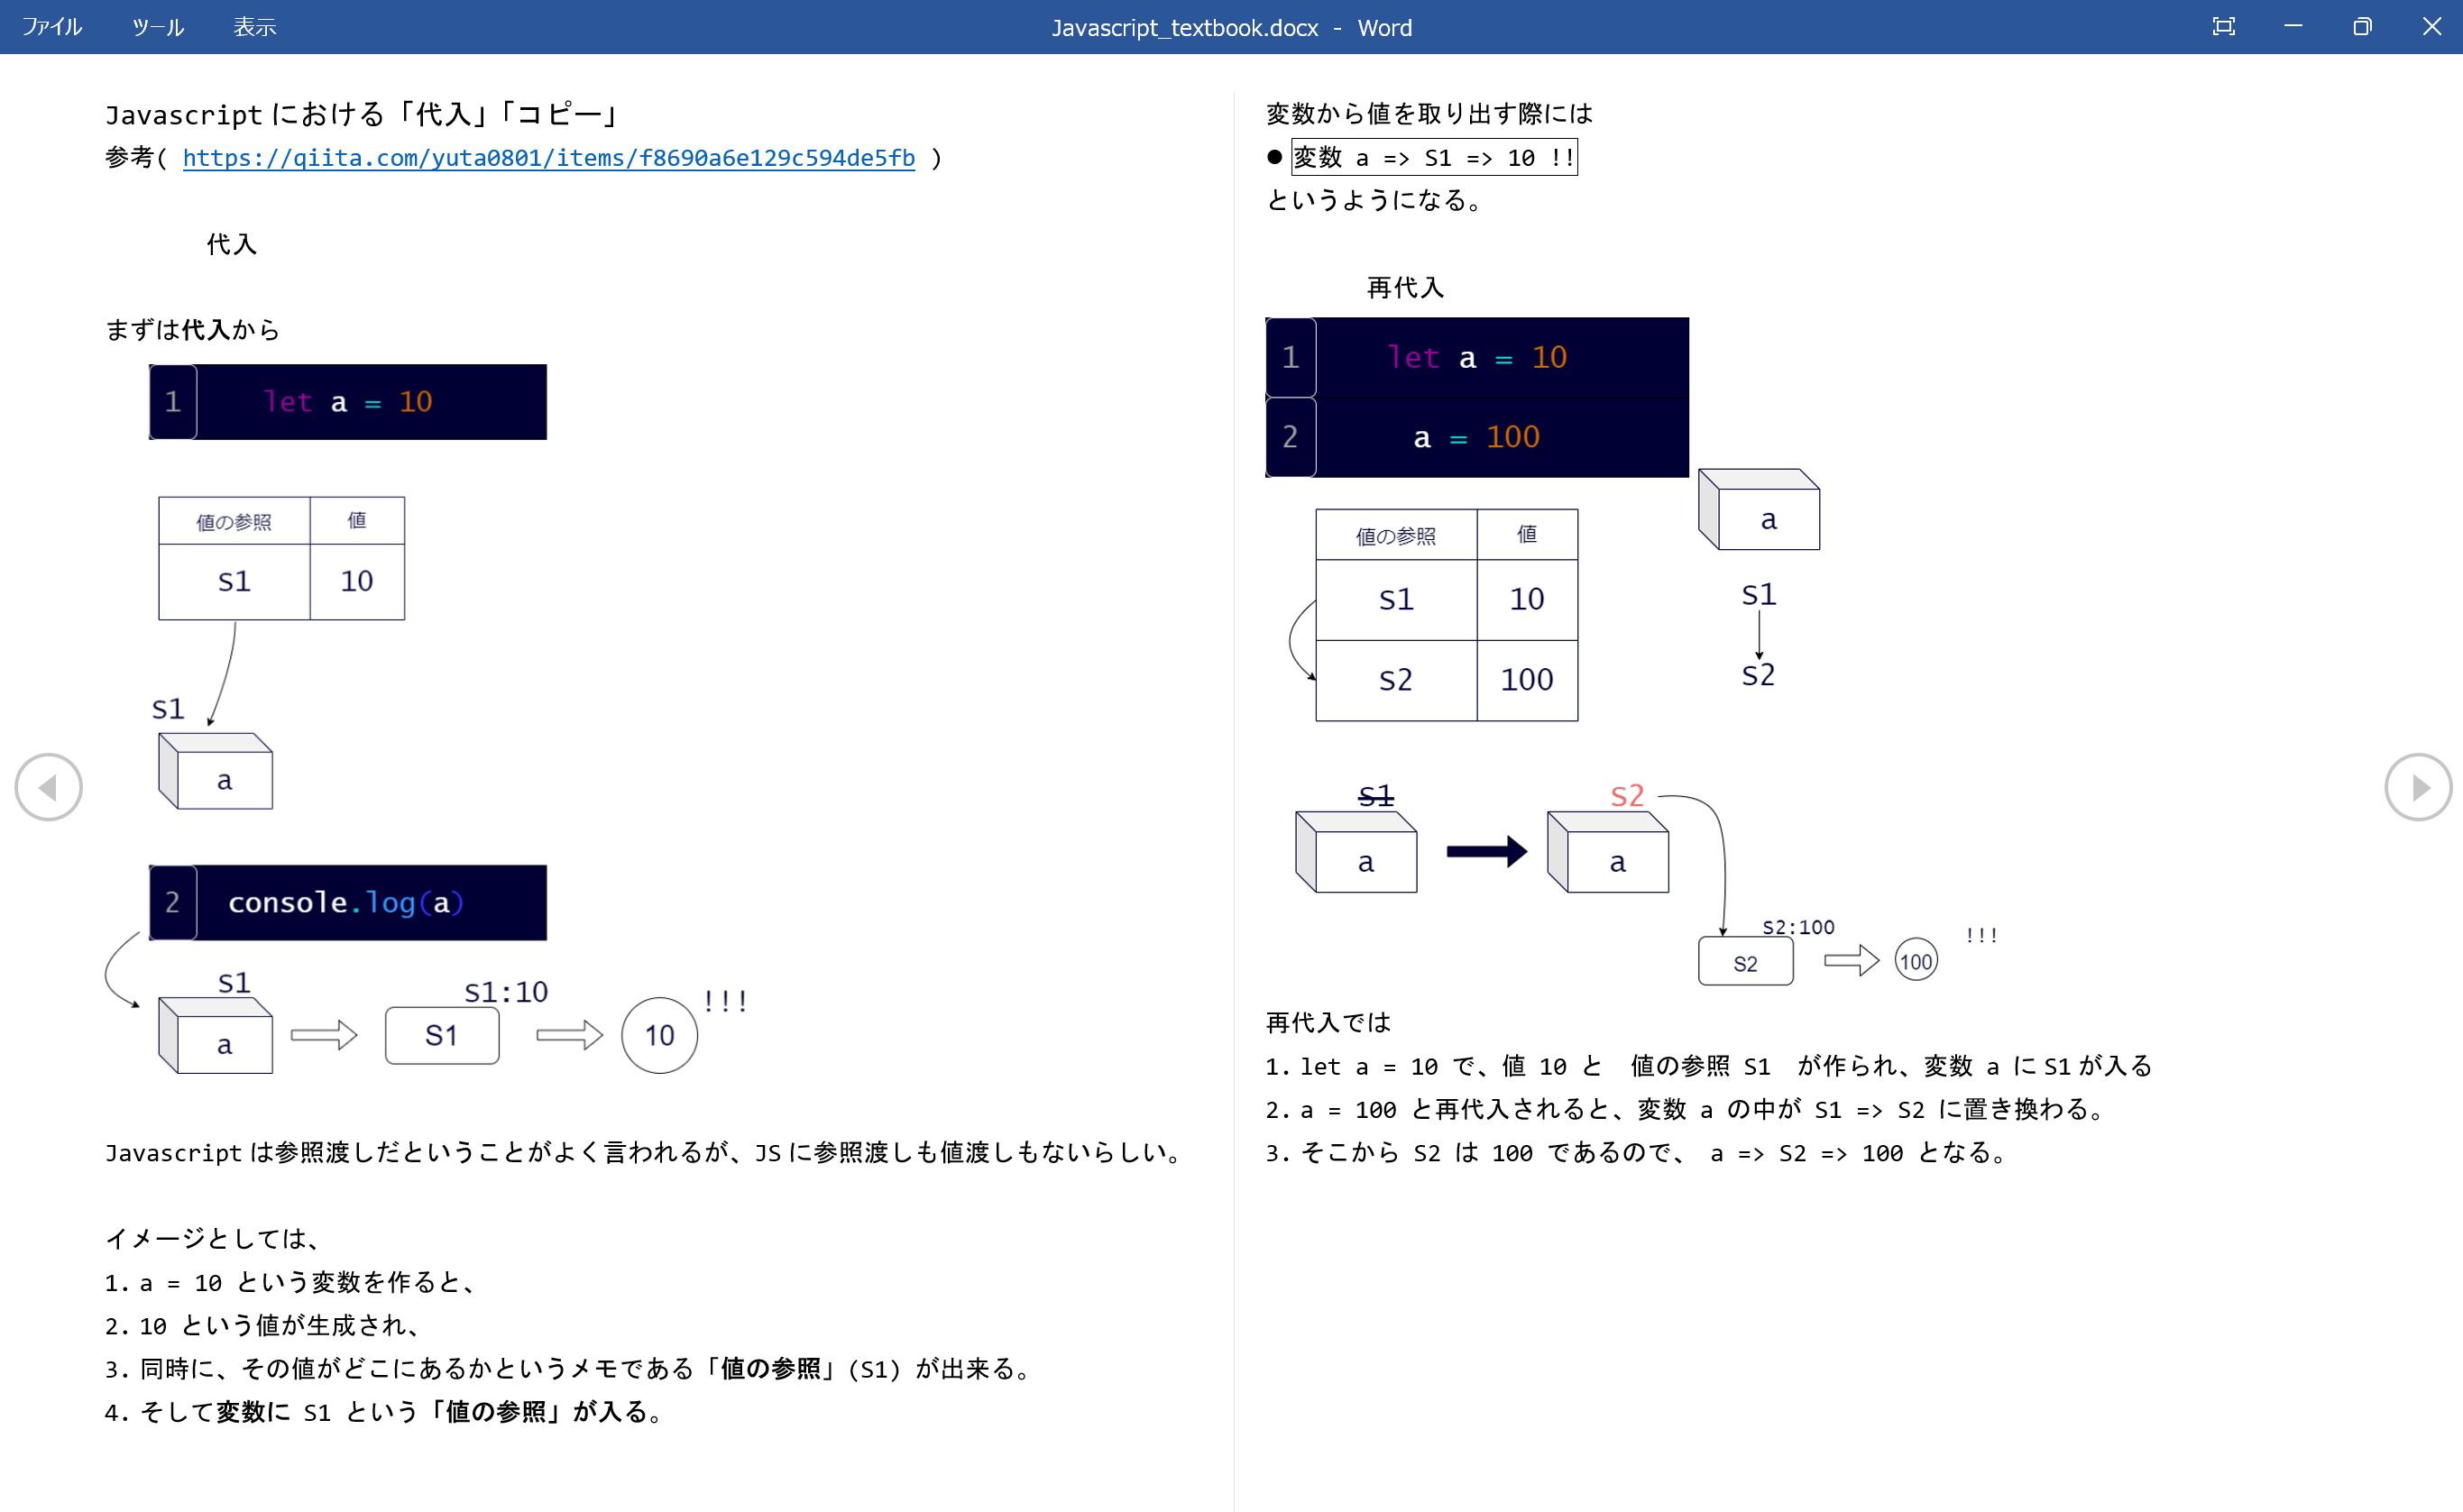 ファイル ツール 表示 Javascript_textbook.docx - Word
Javascript における「代入」「コピー」
参考( https://qiita.com/yuta0801/items/f8690a6e129c594de5fb )
代入
まずは代入から
1 let a = 10
値の参照 値
S1 10
S1
a
2 console.log(a)
S1 S1:10 !!!
a S1 10
Javascript は参照渡しだということがよく言われるが、JS に参照渡しも値渡しもないらしい。
イメージとしては、
1. a = 10 という変数を作ると、
2. 10 という値が生成され、
3. 同時に、その値がどこにあるかというメモである「値の参照」(S1) が出来る。
4. そして変数に S1 という「値の参照」が入る。
変数から値を取り出す際には
● 変数 a => S1 => 10 !!
というようになる。
再代入
1 let a = 10
2 a = 100
a
値の参照 値
S1 10
S2 100
S1
S2
S1 S2
a a
S2:100 !!!
S2 100
再代入では
1. let a = 10 で、値 10 と　値の参照 S1　が作られ、変数 a に S1 が入る
2. a = 100 と再代入されると、変数 a の中が S1 => S2 に置き換わる。
3. そこから S2 は 100 であるので、 a => S2 => 100 となる。